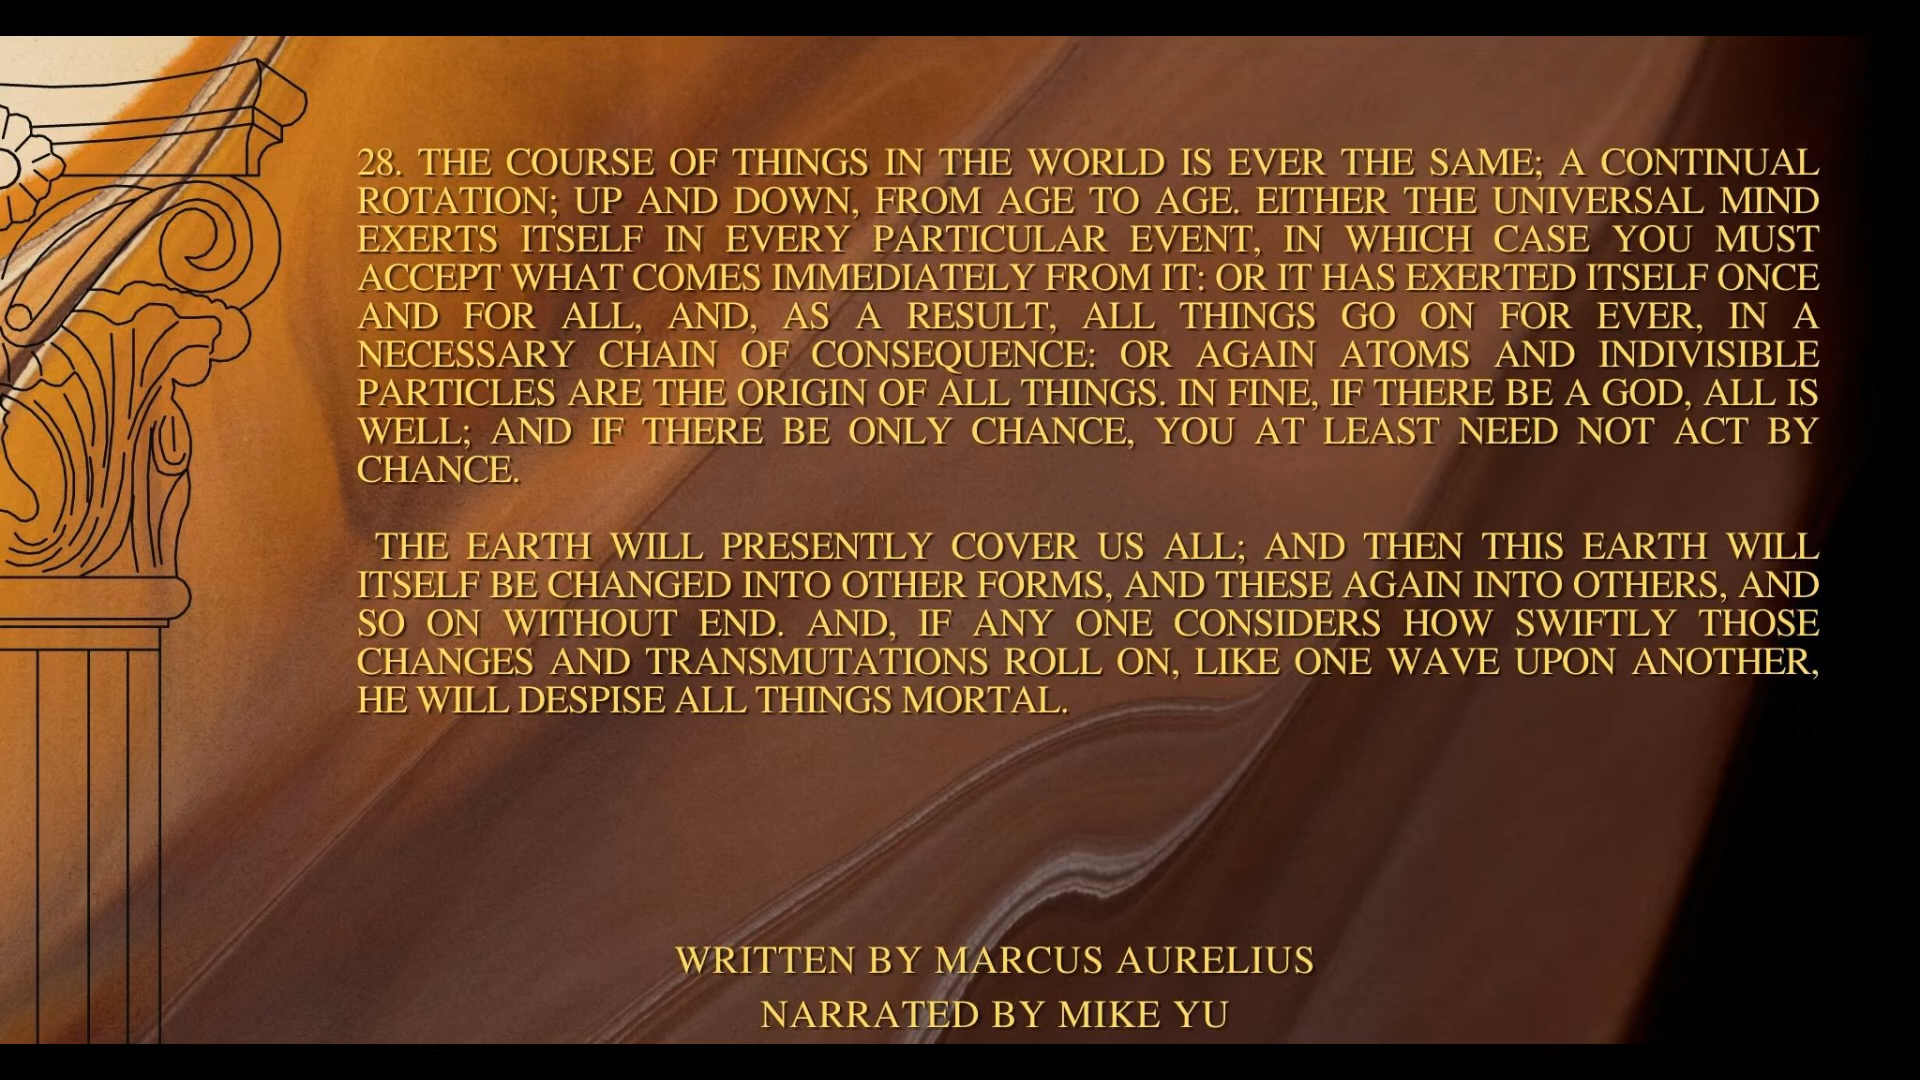 28. THE COURSE OF THINGS IN THE WORLD IS EVER THE SAME; A CONTINUAL
ROTATION; UP AND DOWN, FROM AGE TO AGE. EITHER THE UNIVERSAL MIND
EXERTS ITSELF IN EVERY PARTICULAR EVENT, IN WHICH CASE YOU MUST
ACCEPT WHAT COMES IMMEDIATELY FROM IT: OR IT HAS EXERTED ITSELF ONCE
AND FOR ALL, AND, AS A RESULT, ALL THINGS GO ON FOR EVER, IN A
NECESSARY CHAIN OF CONSEQUENCE: OR AGAIN ATOMS AND INDIVISIBLE
PARTICLES ARE THE ORIGIN OF ALL THINGS. IN FINE, IF THERE BE A GOD, ALL IS
WELL; AND IF THERE BE ONLY CHANCE, YOU AT LEAST NEED NOT ACT BY
CHANCE.
THE EARTH WILL PRESENTLY COVER US ALL; AND THEN THIS EARTH WILL
ITSELF BE CHANGED INTO OTHER FORMS, AND THESE AGAIN INTO OTHERS, AND
SO ON WITHOUT END. AND, IF ANY ONE CONSIDERS HOW SWIFTLY THOSE
CHANGES AND TRANSMUTATIONS ROLL ON, LIKE ONE WAVE UPON ANOTHER,
HE WILL DESPISE ALL THINGS MORTAL.
WRITTEN BY MARCUS AURELIUS
NARRATED BY MIKE YU